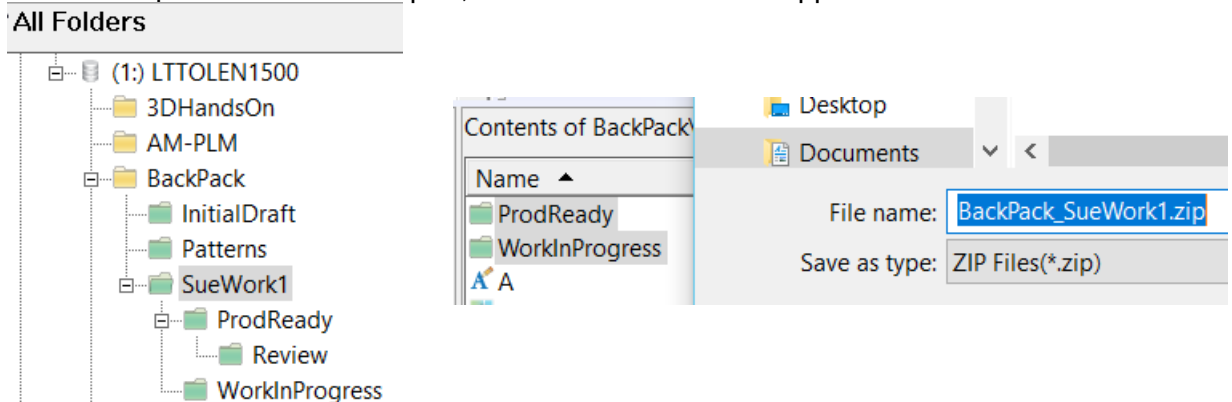 All Folders
(1:) LTTOLEN1500
3DHandsOn
AM-PLM
BackPack
InitialDraft
Patterns
SueWork1
ProdReady
Review
WorkInProgress
Contents of BackPack\
Name
ProdReady
WorkInProgress
A
Desktop
Documents
File name: BackPack_SueWork1.zip
Save as type: ZIP Files(*.zip)